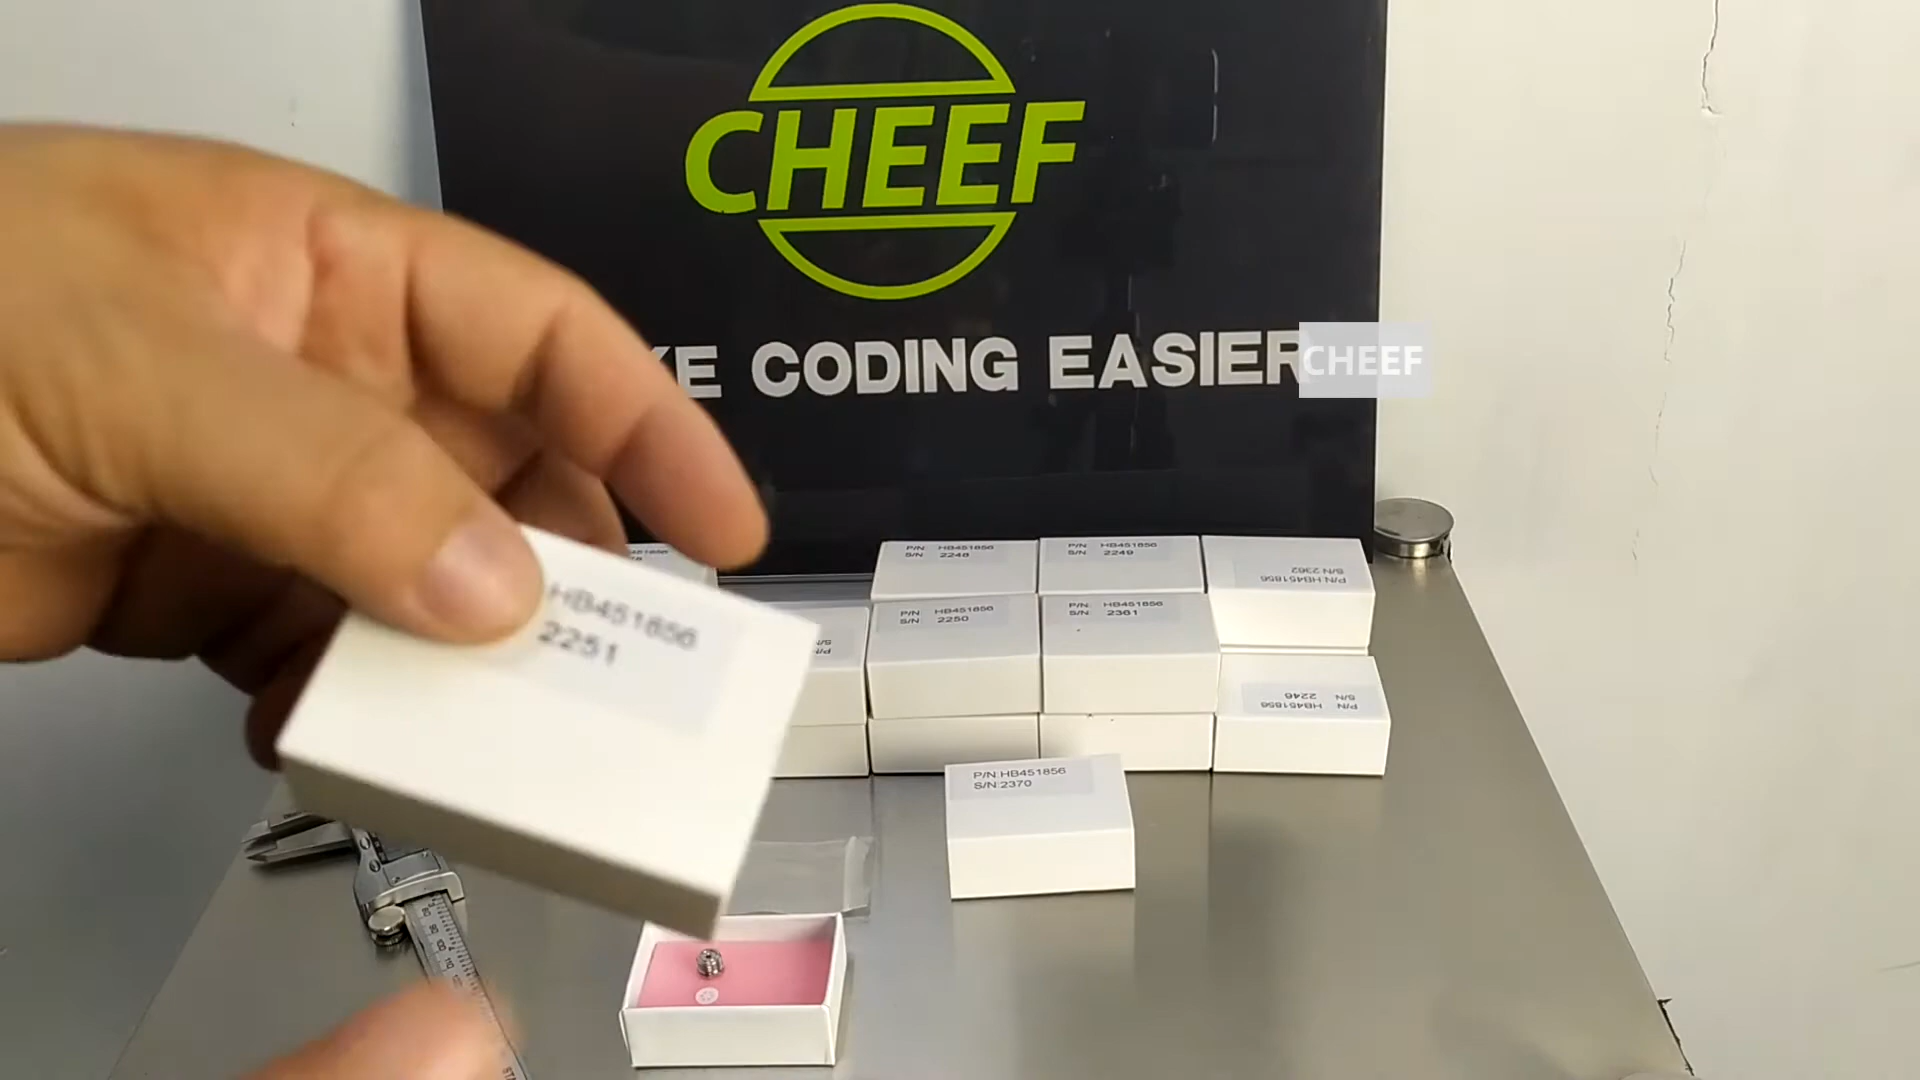 CHEEF
KE CODING EASIER
CHEEF
P/N HB451856
S/N 2248
P/N HB451856
S/N 2249
P/N:HB451856
S/N:2362
HB451856
2251
P/N HB451856
S/N 2250
P/N HB451856
S/N 2361
P/N
S/N
P/N HB451856
S/N 2246
P/N:HB451856
S/N:2370